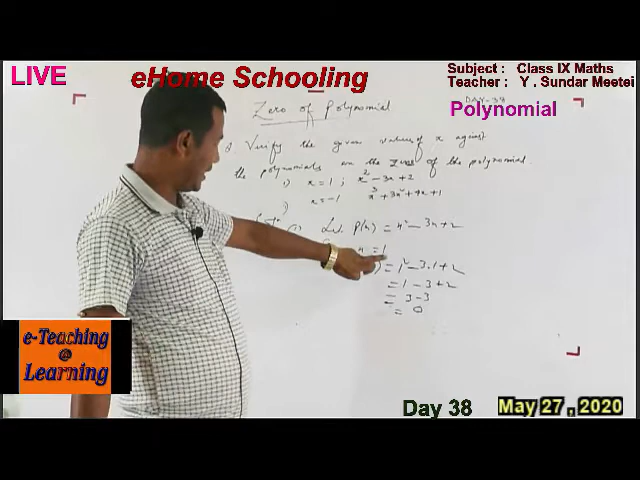 LIVE
eHome Schooling
Subject : Class IX Maths
Teacher : Y . Sundar Meetei
DAY-38
Polynomial
Zero of Polynomial
Verify the given values of x against
the polynomials are the zeros of the polynomial.
i) x = 1 ; x² - 3x + 2
x = -1 x³ + 3x² + 4x + 1
(i) Let P(x) = x² - 3x + 2
x = 1
) = 1² - 3.1 + 2
= 1 - 3 + 2
= 3 - 3
= 0
e-Teaching
@
Learning
Day 38
May 27 , 2020